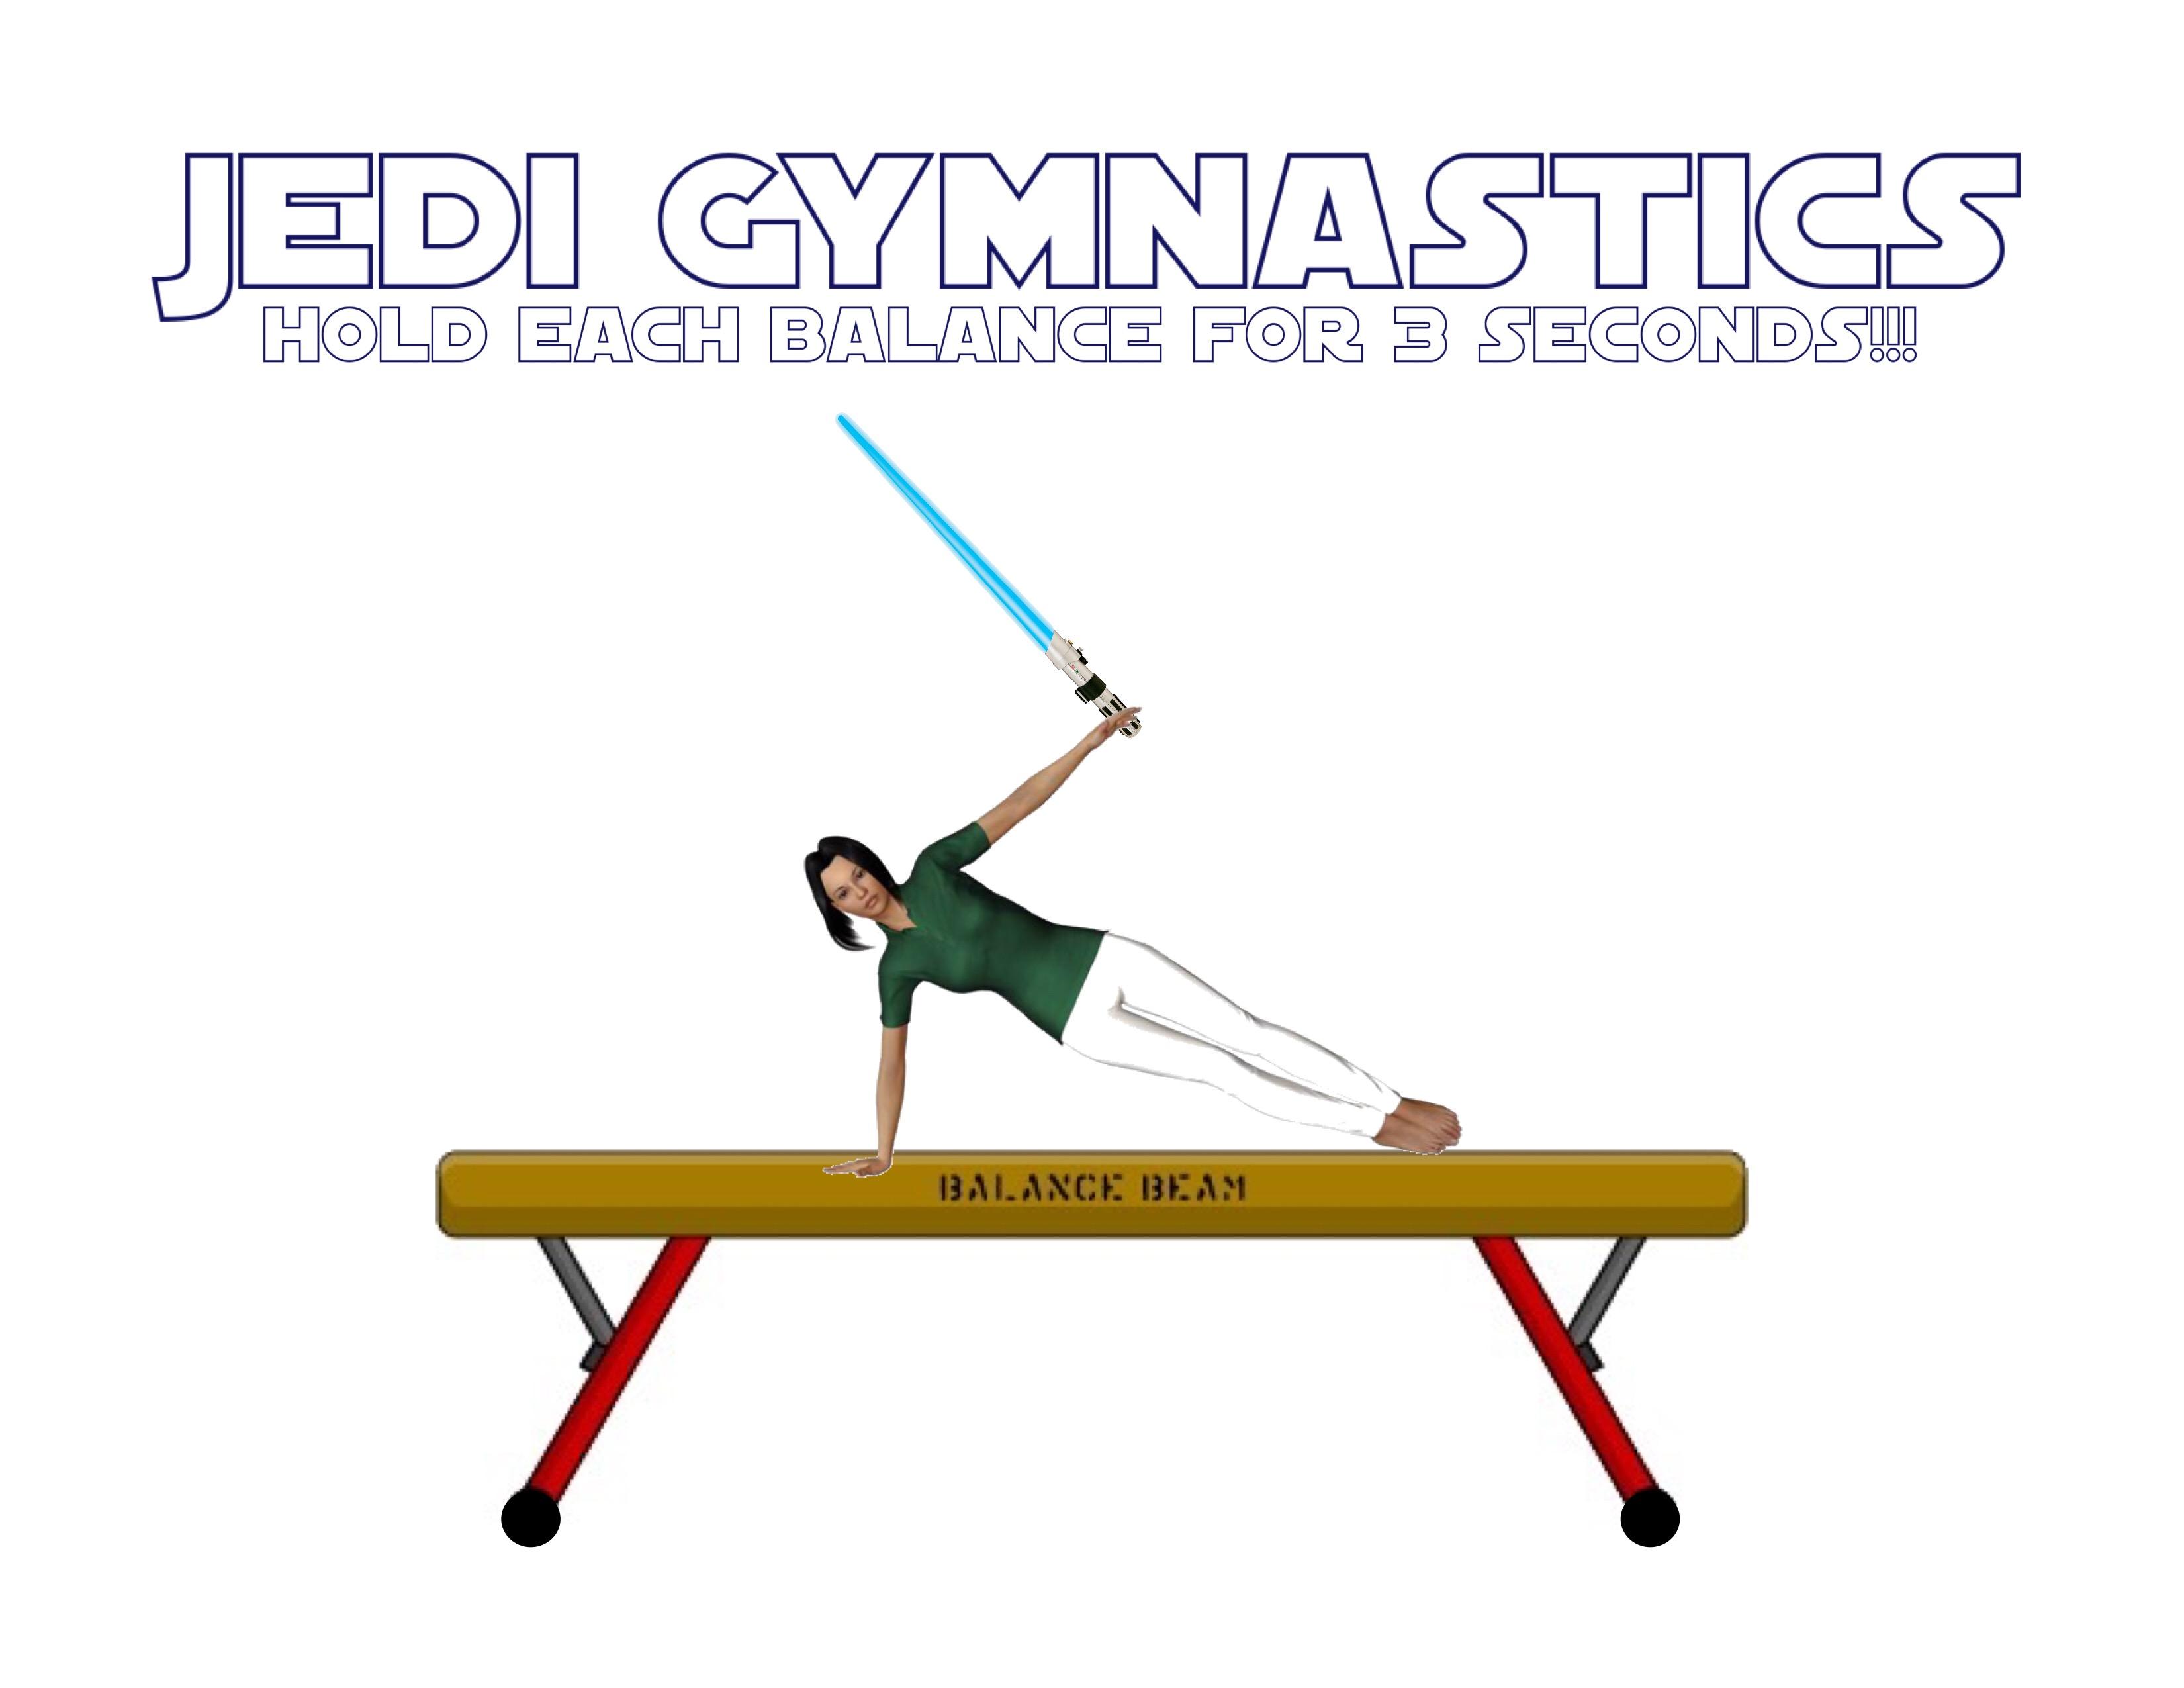 JEDI GYMNASTICS
HOLD EACH BALANCE FOR 3 SECONDS!!!
BALANCE BEAM